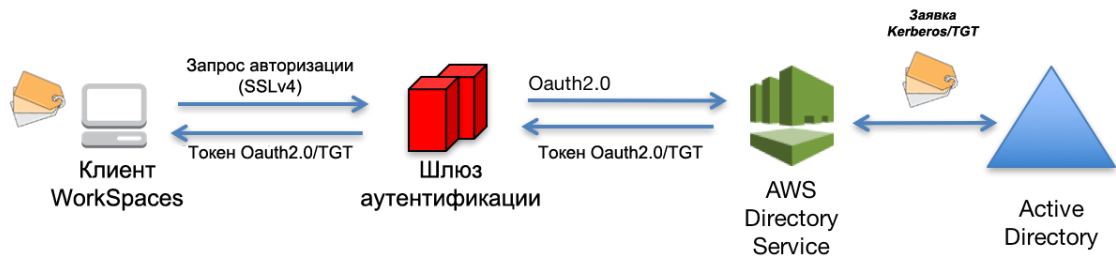 Заявка
Kerberos/TGT
Запрос авторизации
(SSLv4)
Oauth2.0
Токен Oauth2.0/TGT
Токен Oauth2.0/TGT
Клиент
WorkSpaces
Шлюз
аутентификации
AWS
Directory
Service
Active
Directory